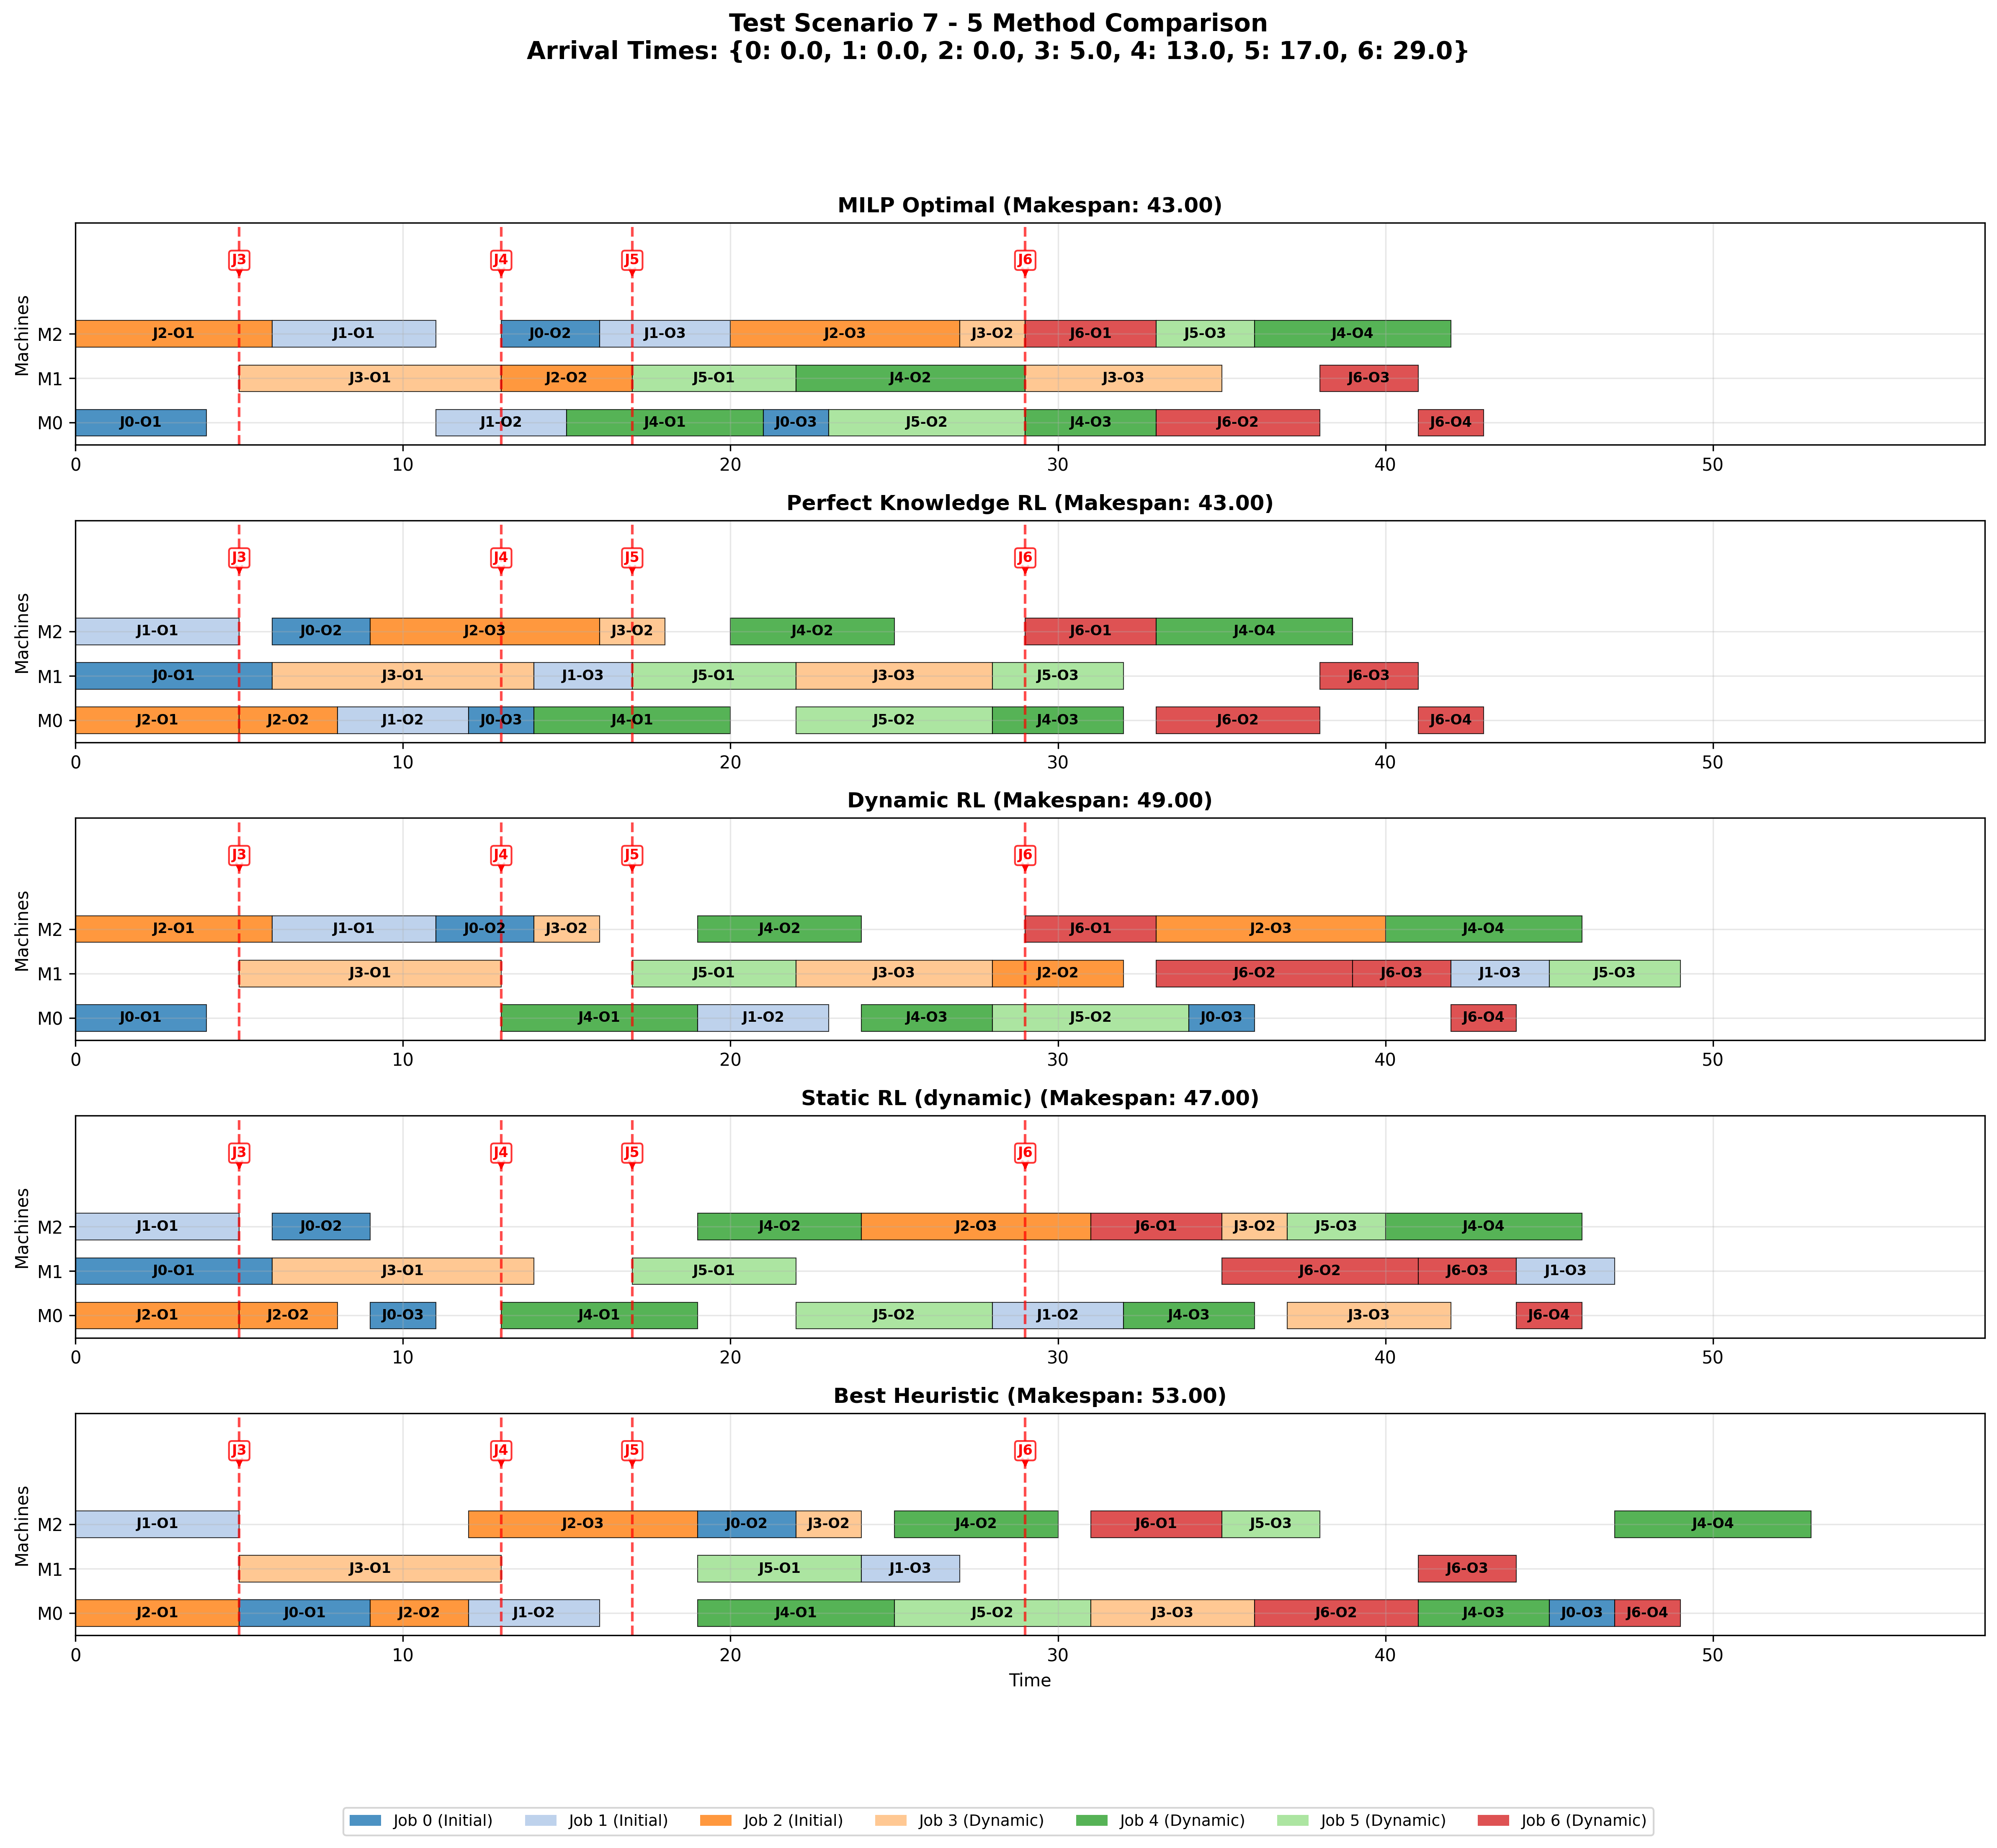 Test Scenario 7 - 5 Method Comparison
Arrival Times: {0: 0.0, 1: 0.0, 2: 0.0, 3: 5.0, 4: 13.0, 5: 17.0, 6: 29.0}
MILP Optimal (Makespan: 43.00)
J3 J4 J5 J6
Machines
M2 J2-O1 J1-O1 J0-O2 J1-O3 J2-O3 J3-O2 J6-O1 J5-O3 J4-O4
M1 J3-O1 J2-O2 J5-O1 J4-O2 J3-O3 J6-O3
M0 J0-O1 J1-O2 J4-O1 J0-O3 J5-O2 J4-O3 J6-O2 J6-O4
0 10 20 30 40 50
Perfect Knowledge RL (Makespan: 43.00)
J3 J4 J5 J6
Machines
M2 J1-O1 J0-O2 J2-O3 J3-O2 J4-O2 J6-O1 J4-O4
M1 J0-O1 J3-O1 J1-O3 J5-O1 J3-O3 J5-O3 J6-O3
M0 J2-O1 J2-O2 J1-O2 J0-O3 J4-O1 J5-O2 J4-O3 J6-O2 J6-O4
0 10 20 30 40 50
Dynamic RL (Makespan: 49.00)
J3 J4 J5 J6
Machines
M2 J2-O1 J1-O1 J0-O2 J3-O2 J4-O2 J6-O1 J2-O3 J4-O4
M1 J3-O1 J5-O1 J3-O3 J2-O2 J6-O2 J6-O3 J1-O3 J5-O3
M0 J0-O1 J4-O1 J1-O2 J4-O3 J5-O2 J0-O3 J6-O4
0 10 20 30 40 50
Static RL (dynamic) (Makespan: 47.00)
J3 J4 J5 J6
Machines
M2 J1-O1 J0-O2 J4-O2 J2-O3 J6-O1 J3-O2 J5-O3 J4-O4
M1 J0-O1 J3-O1 J5-O1 J6-O2 J6-O3 J1-O3
M0 J2-O1 J2-O2 J0-O3 J4-O1 J5-O2 J1-O2 J4-O3 J3-O3 J6-O4
0 10 20 30 40 50
Best Heuristic (Makespan: 53.00)
J3 J4 J5 J6
Machines
M2 J1-O1 J2-O3 J0-O2 J3-O2 J4-O2 J6-O1 J5-O3 J4-O4
M1 J3-O1 J5-O1 J1-O3 J6-O3
M0 J2-O1 J0-O1 J2-O2 J1-O2 J4-O1 J5-O2 J3-O3 J6-O2 J4-O3 J0-O3 J6-O4
0 10 20 30 40 50
Time
Job 0 (Initial) Job 1 (Initial) Job 2 (Initial) Job 3 (Dynamic) Job 4 (Dynamic) Job 5 (Dynamic) Job 6 (Dynamic)